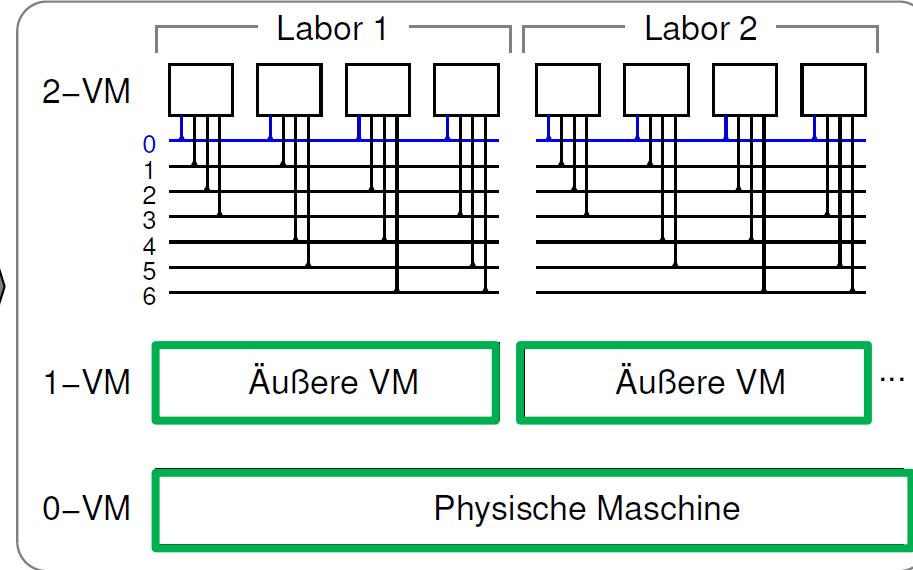 Labor 1 Labor 2
2–VM
0
1
2
3
4
5
6
1–VM Äußere VM Äußere VM ...
0–VM Physische Maschine